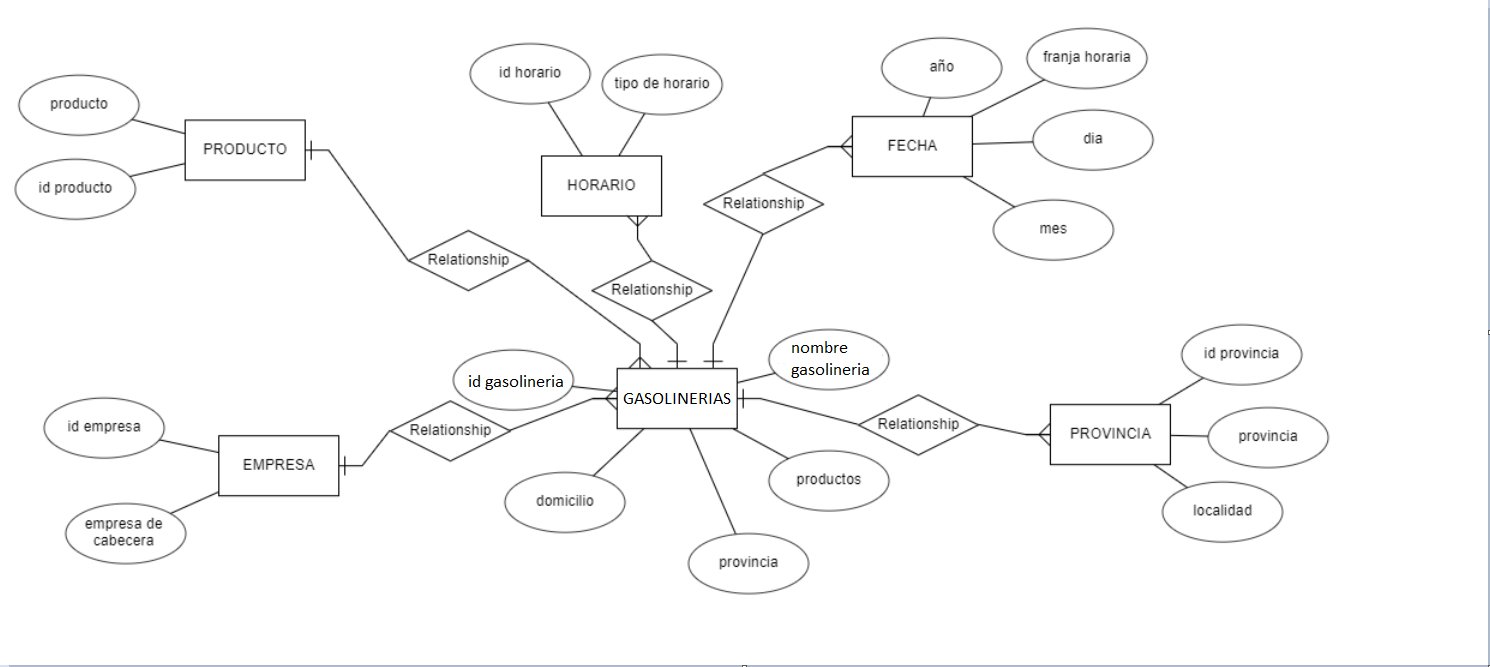 franja horaria
año
id horario
tipo de horario
producto
dia
FECHA
PRODUCTO
HORARIO
id producto
Relationship
mes
Relationship
Relationship
nombre
gasolineria
id provincia
id gasolineria
GASOLINERIAS
id empresa
Relationship
Relationship
PROVINCIA
provincia
EMPRESA
productos
domicilio
localidad
empresa de
cabecera
provincia